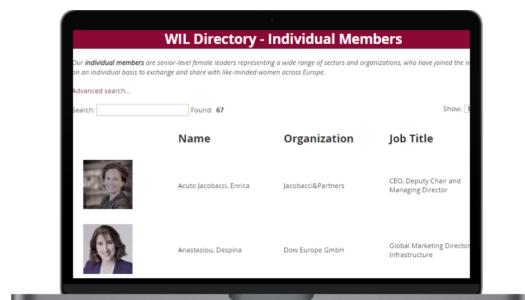 WIL Directory - Individual Members
Our individual members are senior-level female leaders representing a wide range of sectors and organizations, who have joined the n
on an individual basis to exchange and share with like-minded women across Europe.
Advanced search...
Search: Found: 67 Show:
Name Organization Job Title
Acuto Jacobacci, Enrica Jacobacci&Partners CEO, Deputy Chair and
Managing Director
Anastasiou, Despina Dow Europe GmbH Global Marketing Director
Infrastructure